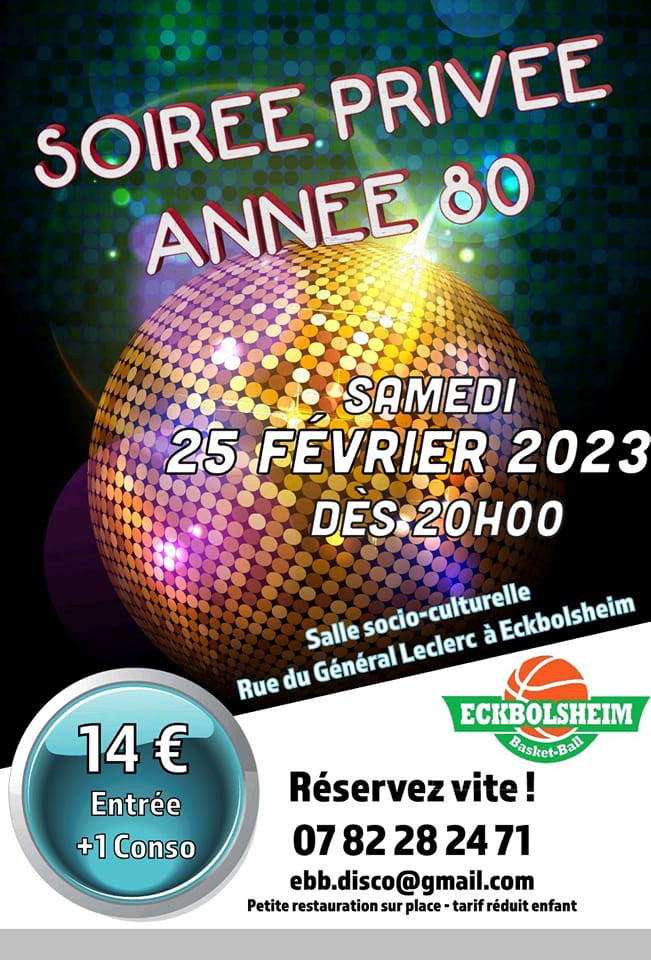 SOIREE PRIVEE
ANNEE 80
SAMEDI
25 FÉVRIER 2023
DÈS 20H00
Salle socio-culturelle
Rue du Général Leclerc à Eckbolsheim
ECKBOLSHEIM
Basket-Ball
14 €
Entrée
+1 Conso
Réservez vite !
07 82 28 24 71
ebb.disco@gmail.com
Petite restauration sur place - tarif réduit enfant